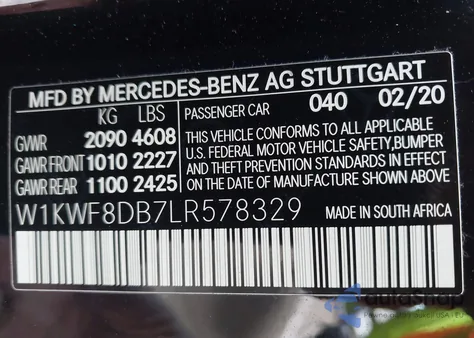 MFD BY MERCEDES-BENZ AG STUTTGART
KG LBS
GVWR 2090 4608
GAWR FRONT 1010 2227
GAWR REAR 1100 2425
PASSENGER CAR 040 02/20
THIS VEHICLE CONFORMS TO ALL APPLICABLE
U.S. FEDERAL MOTOR VEHICLE SAFETY, BUMPER
AND THEFT PREVENTION STANDARDS IN EFFECT
ON THE DATE OF MANUFACTURE SHOWN ABOVE.
W1KWF8DB7LR578329
MADE IN SOUTH AFRICA